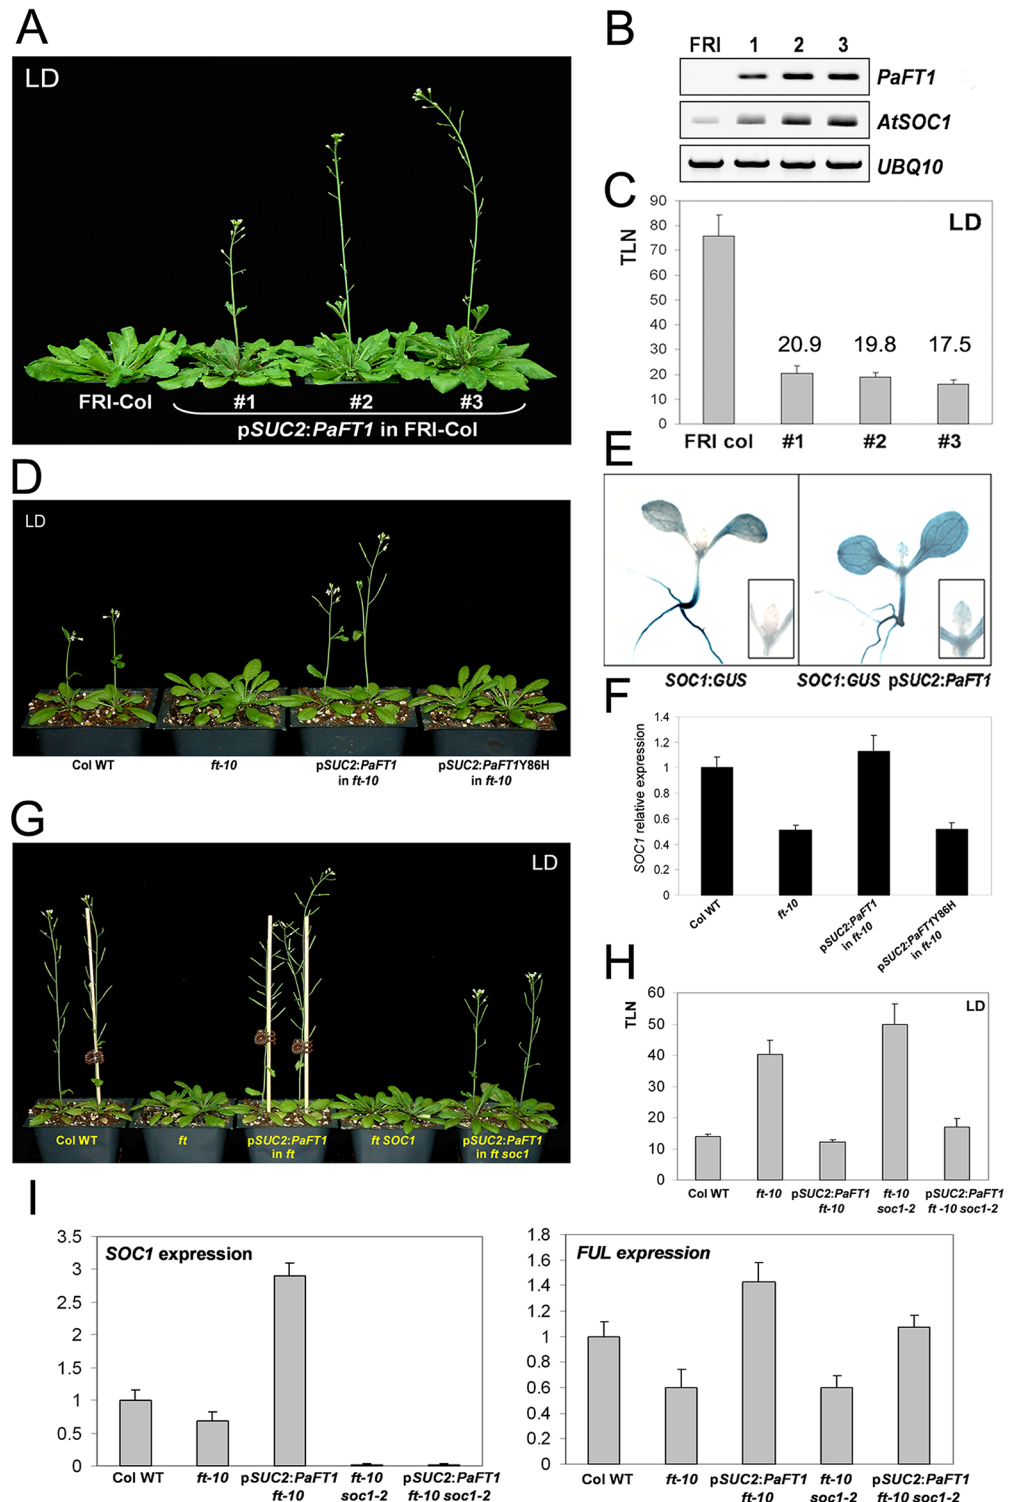 A
LD
FRI-Col #1 #2 #3
pSUC2:PaFT1 in FRI-Col
B
FRI 1 2 3
PaFT1
AtSOC1
UBQ10
C
90
80
70
60
50
40
30
20
10
0
TLN
LD
20.9 19.8 17.5
FRI col #1 #2 #3
D
LD
Col WT ft-10 pSUC2:PaFT1 pSUC2:PaFT1Y86H
in ft-10 in ft-10
E
SOC1:GUS SOC1:GUS pSUC2:PaFT1
F
1.4
1.2
1
0.8
0.6
0.4
0.2
0
SOC1 relative expression
Col WT
ft-10
pSUC2:PaFT1
in ft-10
pSUC2:PaFT1Y86H
in ft-10
G
LD
Col WT ft pSUC2:PaFT1 ft SOC1 pSUC2:PaFT1
in ft in ft soc1
H
60
50
40
30
20
10
0
TLN
LD
Col WT ft-10 pSUC2:PaFT1 ft-10 pSUC2:PaFT1
ft-10 soc1-2 ft -10 soc1-2
I
SOC1 expression
3.5
3
2.5
2
1.5
1
0.5
0
Col WT ft-10 pSUC2:PaFT1 ft-10 pSUC2:PaFT1
ft-10 soc1-2 ft-10 soc1-2
FUL expression
1.8
1.6
1.4
1.2
1
0.8
0.6
0.4
0.2
0
Col WT ft-10 pSUC2:PaFT1 ft-10 pSUC2:PaFT1
ft-10 soc1-2 ft-10 soc1-2